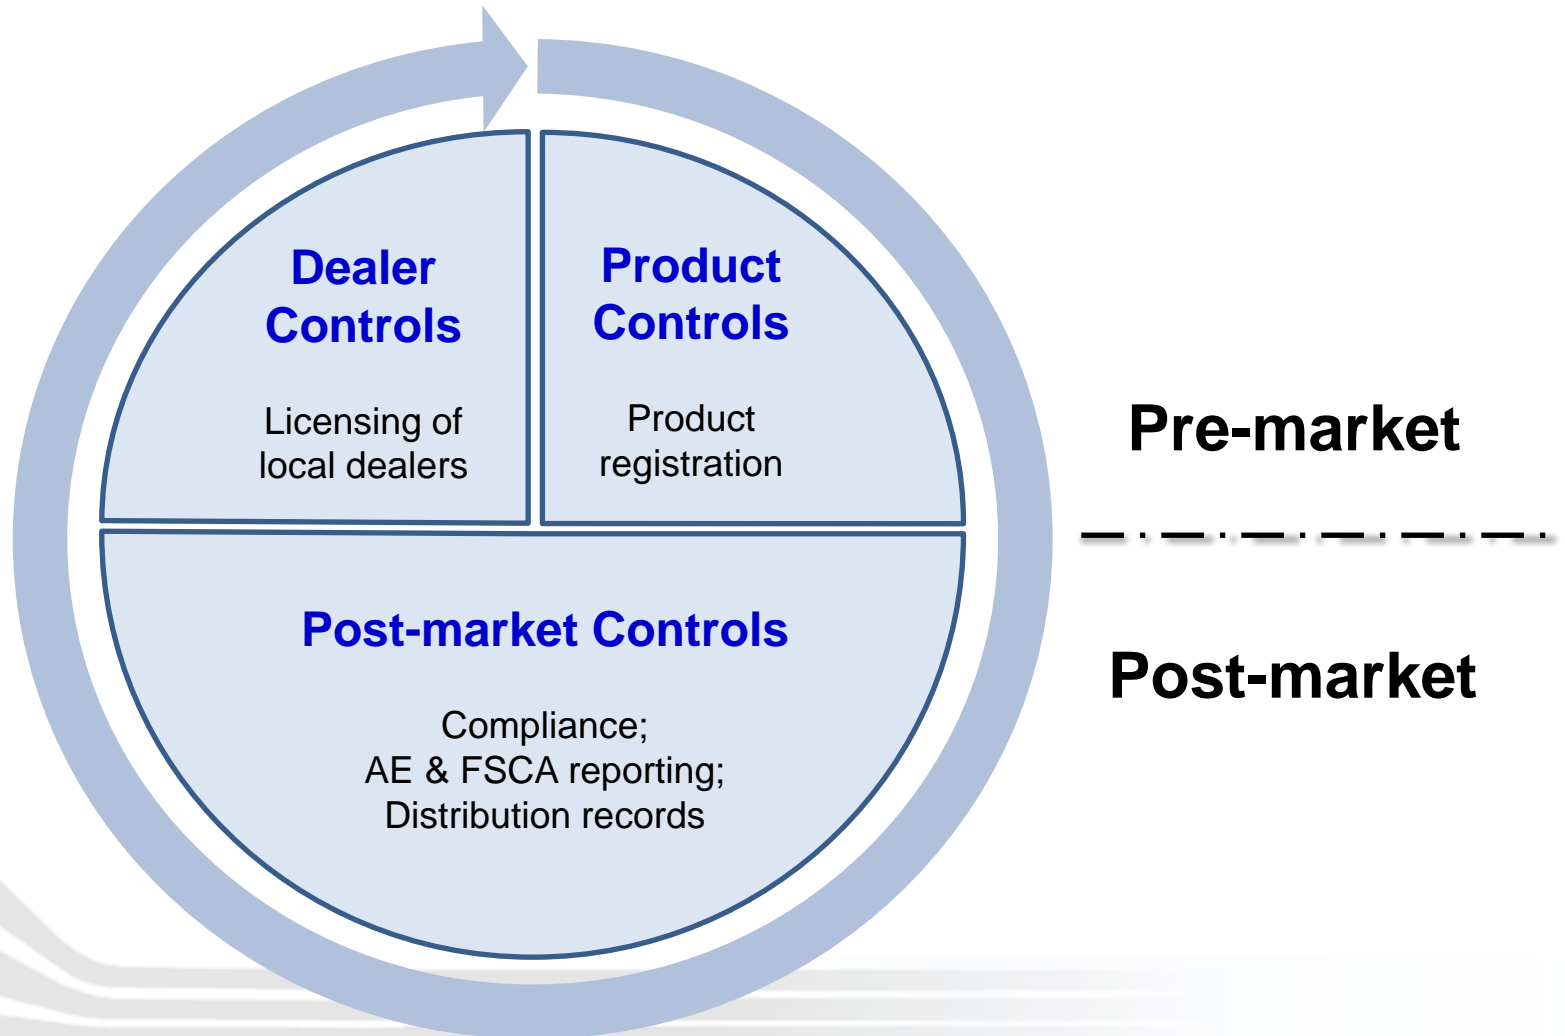 Dealer
Controls
Licensing of
local dealers
Product
Controls
Product
registration
Pre-market
Post-market Controls
Compliance;
AE & FSCA reporting;
Distribution records
Post-market